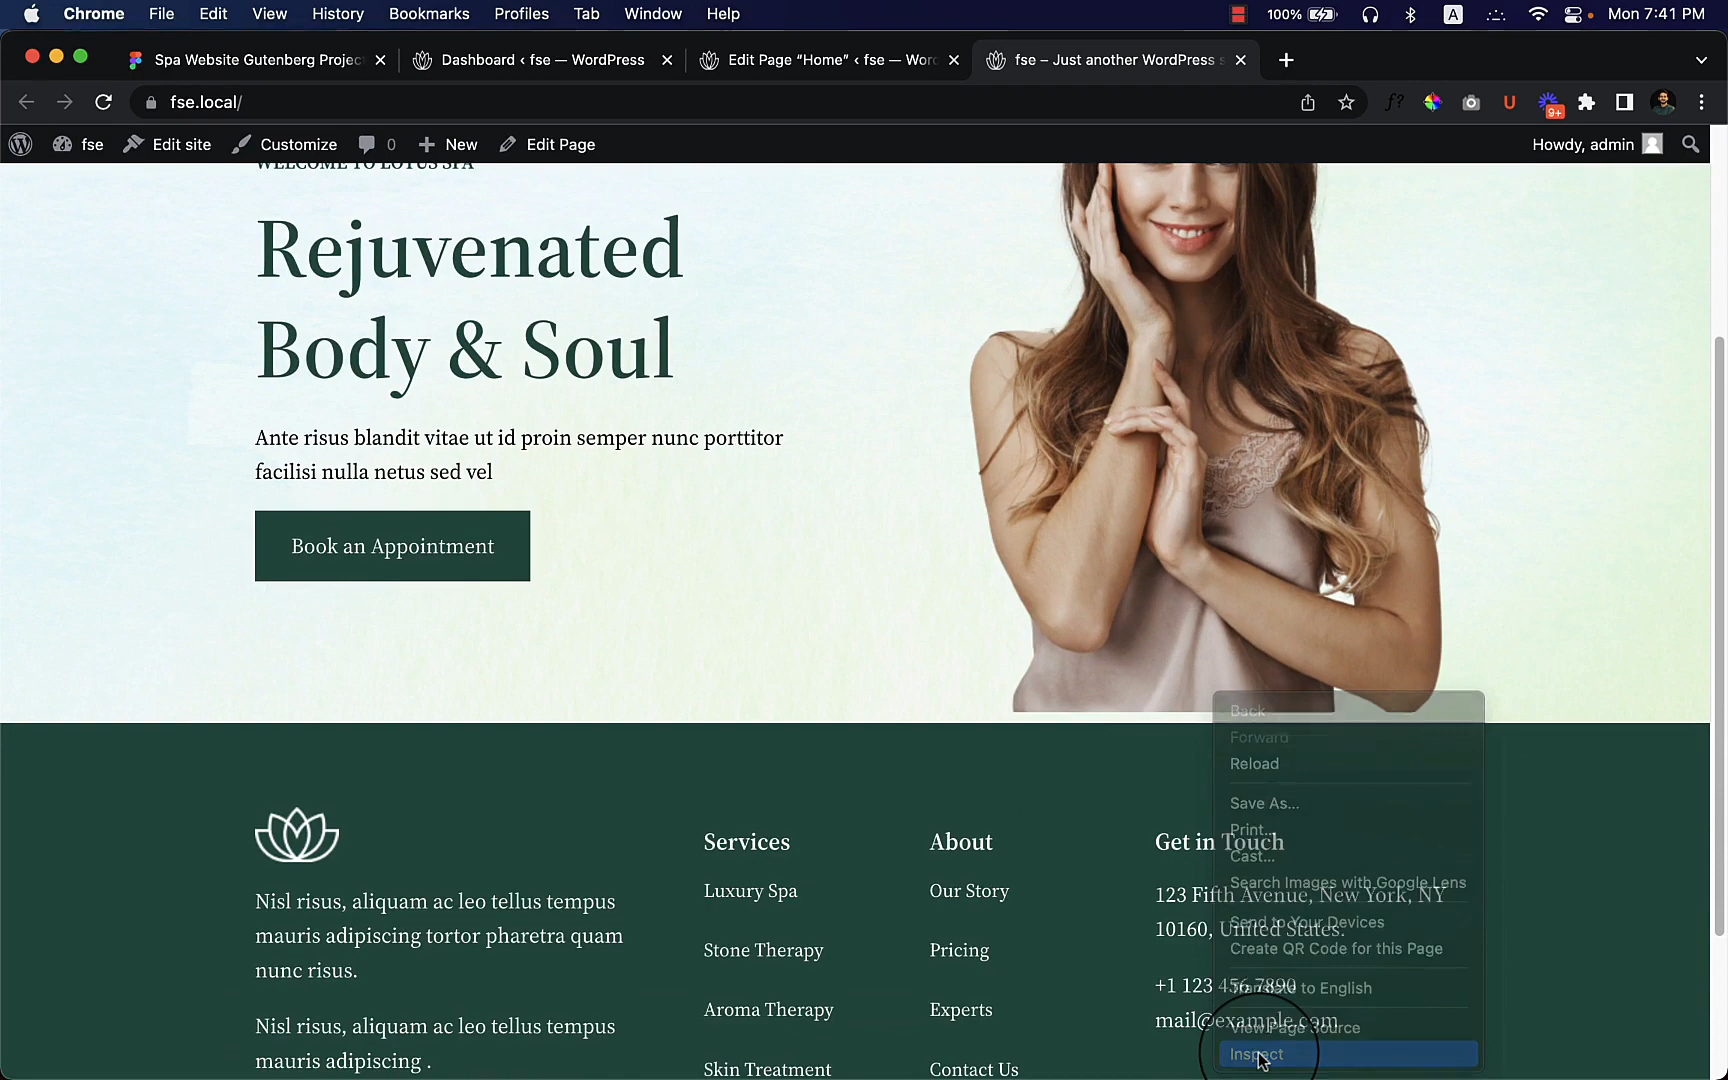 Chrome File Edit View History Bookmarks Profiles Tab Window Help 100% A Mon 7:41 PM
Spa Website Gutenberg Projec Dashboard ‹ fse — WordPress Edit Page “Home” ‹ fse — Wor fse – Just another WordPress s
fse.local/ f? U 9+
fse Edit site Customize 0 New Edit Page Howdy, admin
WELCOME TO LOTUS SPA
Rejuvenated
Body & Soul
Ante risus blandit vitae ut id proin semper nunc porttitor
facilisi nulla netus sed vel
Book an Appointment
Back
Forward
Reload
Save As...
Print...
Cast...
Search Images with Google Lens
Send to Your Devices
Create QR Code for this Page
Translate to English
View Page Source
Inspect
Nisl risus, aliquam ac leo tellus tempus
mauris adipiscing tortor pharetra quam
nunc risus.
Nisl risus, aliquam ac leo tellus tempus
mauris adipiscing .
Services
Luxury Spa
Stone Therapy
Aroma Therapy
Skin Treatment
About
Our Story
Pricing
Experts
Contact Us
Get in Touch
123 Fifth Avenue, New York, NY
10160, United States.
+1 123 456 7890
mail@example.com